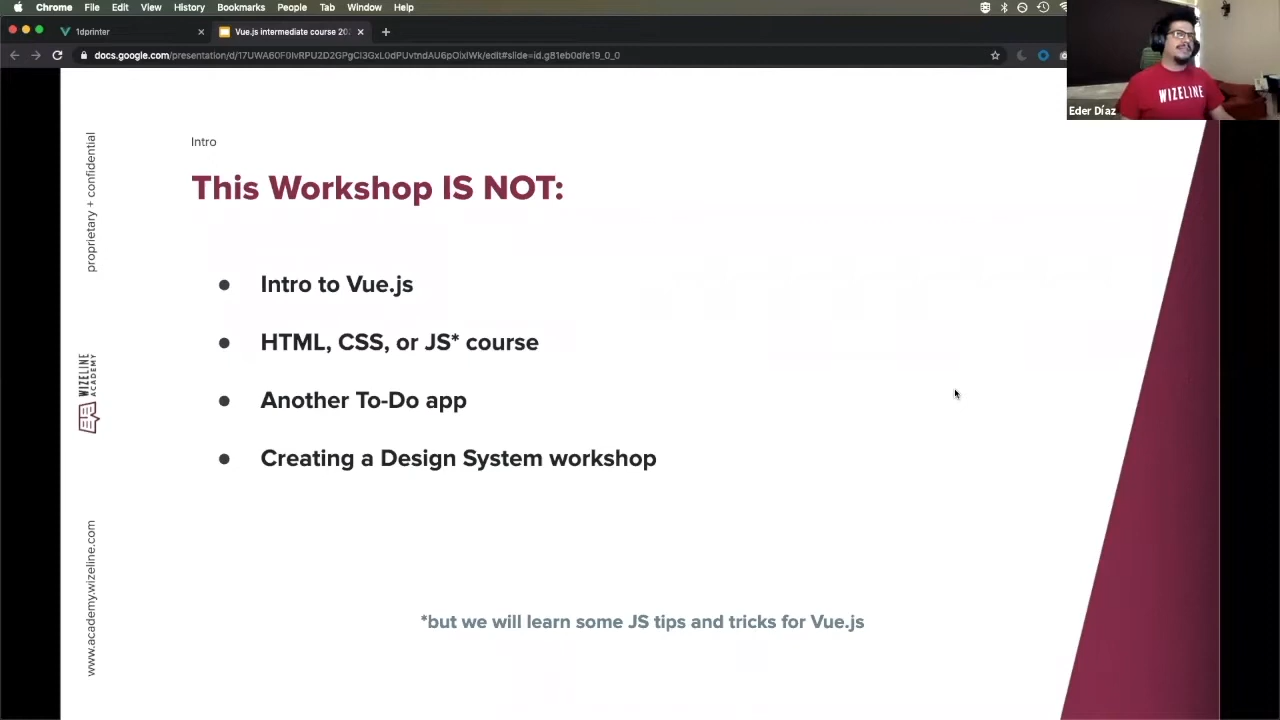 Chrome File Edit View History Bookmarks People Tab Window Help
1dprinter
Vue.js intermediate course 20
Intro
This Workshop IS NOT:
● Intro to Vue.js
● HTML, CSS, or JS* course
● Another To-Do app
● Creating a Design System workshop
*but we will learn some JS tips and tricks for Vue.js
proprietary + confidential
WIZELINE
ACADEMY
www.academy.wizeline.com
WIZELINE
Eder Díaz